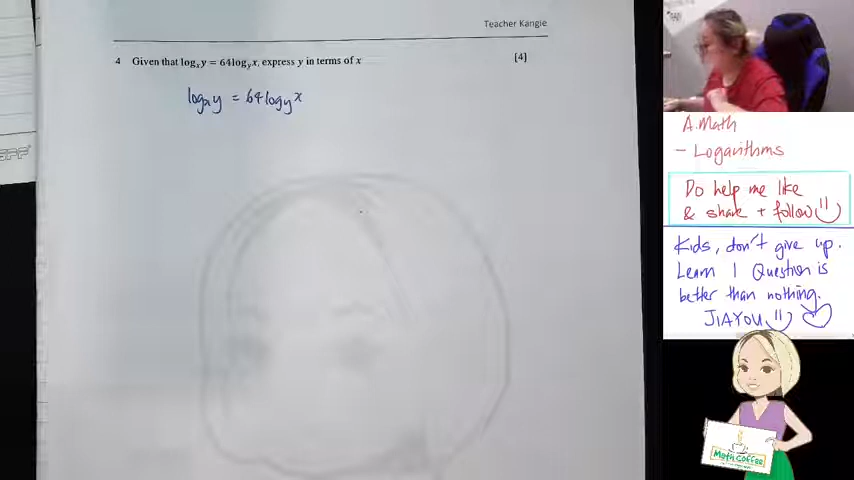 Teacher Kangie
4 Given that logₓy = 64logᵧx, express y in terms of x [4]
logₓy = 64logᵧx
A.Math
- Logarithms
Do help me like
& share + follow
Kids, don't give up.
Learn 1 Question is
better than nothing.
JIAYOU
Math Coffee